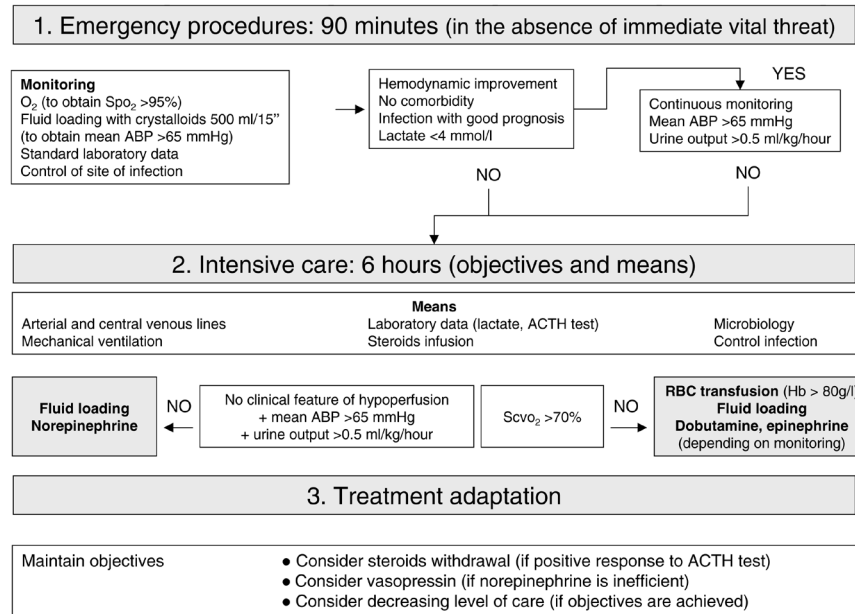 1. Emergency procedures: 90 minutes (in the absence of immediate vital threat)
Monitoring
O₂ (to obtain Spo₂ >95%)
Fluid loading with crystalloids 500 ml/15”
(to obtain mean ABP >65 mmHg)
Standard laboratory data
Control of site of infection
Hemodynamic improvement
No comorbidity
Infection with good prognosis
Lactate <4 mmol/l
YES
Continuous monitoring
Mean ABP >65 mmHg
Urine output >0.5 ml/kg/hour
NO
NO
2. Intensive care: 6 hours (objectives and means)
Means
Arterial and central venous lines
Mechanical ventilation
Laboratory data (lactate, ACTH test)
Steroids infusion
Microbiology
Control infection
Fluid loading
Norepinephrine
NO
No clinical feature of hypoperfusion
+ mean ABP >65 mmHg
+ urine output >0.5 ml/kg/hour
Scvo₂ >70%
NO
RBC transfusion (Hb > 80g/l)
Fluid loading
Dobutamine, epinephrine
(depending on monitoring)
3. Treatment adaptation
Maintain objectives
● Consider steroids withdrawal (if positive response to ACTH test)
● Consider vasopressin (if norepinephrine is inefficient)
● Consider decreasing level of care (if objectives are achieved)